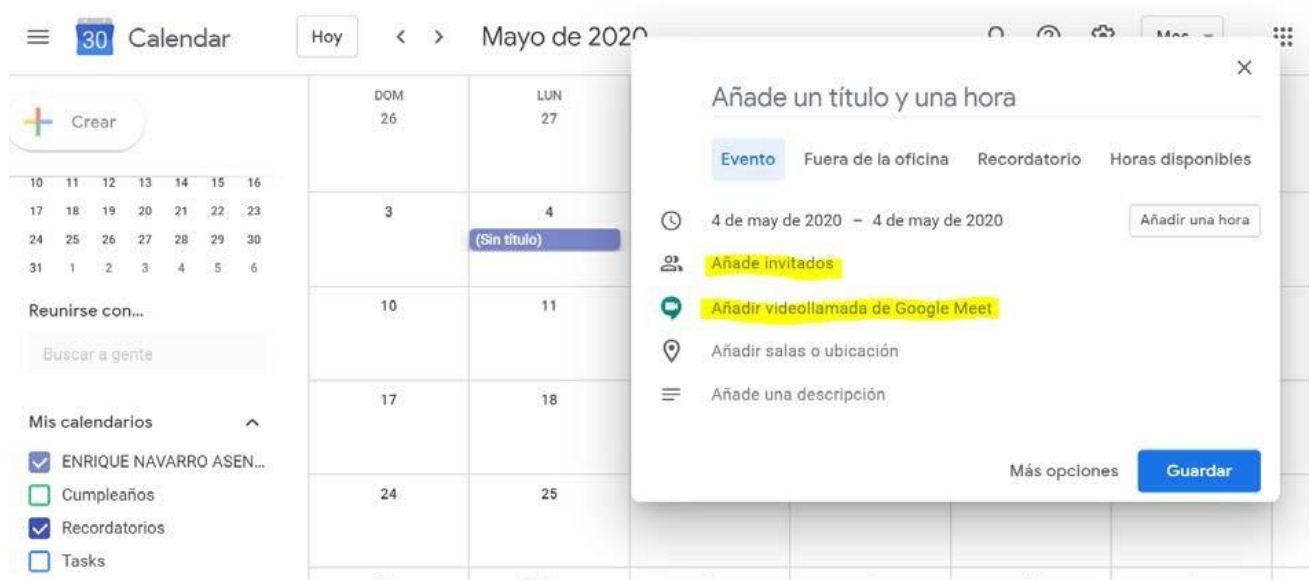 30 Calendar Hoy < > Mayo de 2020
Crear
DOM LUN
26 27
10 11 12 13 14 15 16
17 18 19 20 21 22 23
24 25 26 27 28 29 30
31 1 2 3 4 5 6
3 4
(Sin título)
10 11
17 18
24 25
Reunirse con...
Buscar a gente
Mis calendarios
ENRIQUE NAVARRO ASEN...
Cumpleaños
Recordatorios
Tasks
Añade un título y una hora
Evento Fuera de la oficina Recordatorio Horas disponibles
4 de may de 2020 – 4 de may de 2020 Añadir una hora
Añade invitados
Añadir videollamada de Google Meet
Añadir salas o ubicación
Añade una descripción
Más opciones Guardar